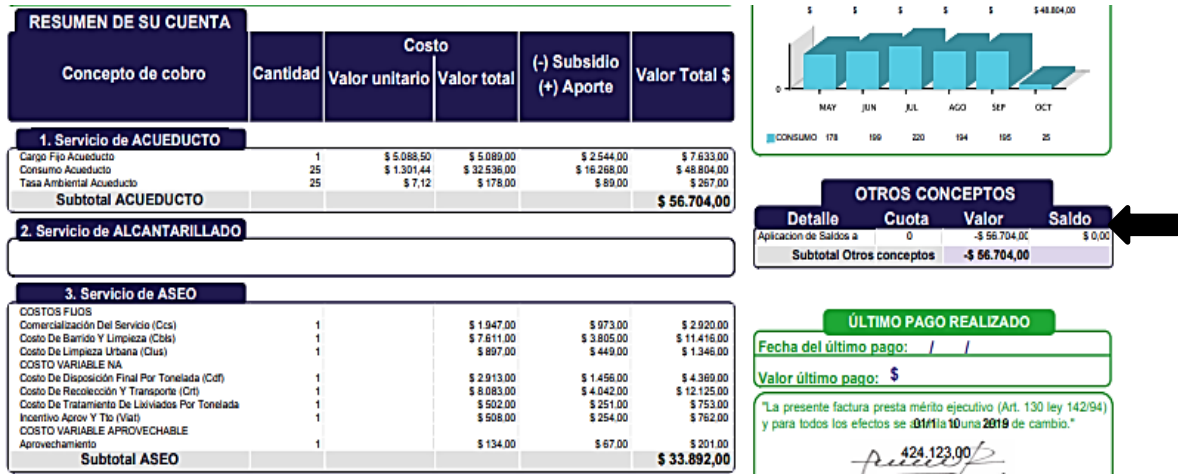 RESUMEN DE SU CUENTA
Concepto de cobro Cantidad Costo Valor unitario Valor total (-) Subsidio (+) Aporte Valor Total $
1. Servicio de ACUEDUCTO
Cargo Fijo Acueducto 1 $ 5.088,50 $ 5.089,00 $ 2.544,00 $ 7.633,00
Consumo Acueducto 25 $ 1.301,44 $ 32.536,00 $ 16.268,00 $ 48.804,00
Tasa Ambiental Acueducto 25 $ 7,12 $ 178,00 $ 89,00 $ 267,00
Subtotal ACUEDUCTO $ 56.704,00
2. Servicio de ALCANTARILLADO
3. Servicio de ASEO
COSTOS FIJOS
Comercialización Del Servicio (Ccs) 1 $ 1.947,00 $ 973,00 $ 2.920,00
Costo De Barrido Y Limpieza (Cbls) 1 $ 7.611,00 $ 3.805,00 $ 11.416,00
Costo De Limpieza Urbana (Clus) 1 $ 897,00 $ 449,00 $ 1.346,00
COSTO VARIABLE NA
Costo De Disposición Final Por Tonelada (Cdf) 1 $ 2.913,00 $ 1.456,00 $ 4.369,00
Costo De Recolección Y Transporte (Crt) 1 $ 8.083,00 $ 4.042,00 $ 12.125,00
Costo De Tratamiento De Lixiviados Por Tonelada 1 $ 502,00 $ 251,00 $ 753,00
Incentivo Aprov Y Tto (Viat) 1 $ 508,00 $ 254,00 $ 762,00
COSTO VARIABLE APROVECHABLE
Aprovechamiento 1 $ 134,00 $ 67,00 $ 201,00
Subtotal ASEO $ 33.892,00
$ $ $ $ $ $ 48.804,00
0
MAY JUN JUL AGO SEP OCT
CONSUMO 178 199 220 194 195 25
OTROS CONCEPTOS
Detalle Cuota Valor Saldo
Aplicacion de Saldos a 0 -$ 56.704,00 $ 0,00
Subtotal Otros conceptos -$ 56.704,00
ÚLTIMO PAGO REALIZADO
Fecha del último pago: / /
Valor último pago: $
"La presente factura presta mérito ejecutivo (Art. 130 ley 142/94)
y para todos los efectos se una 10 2019 de cambio."
424.123,00